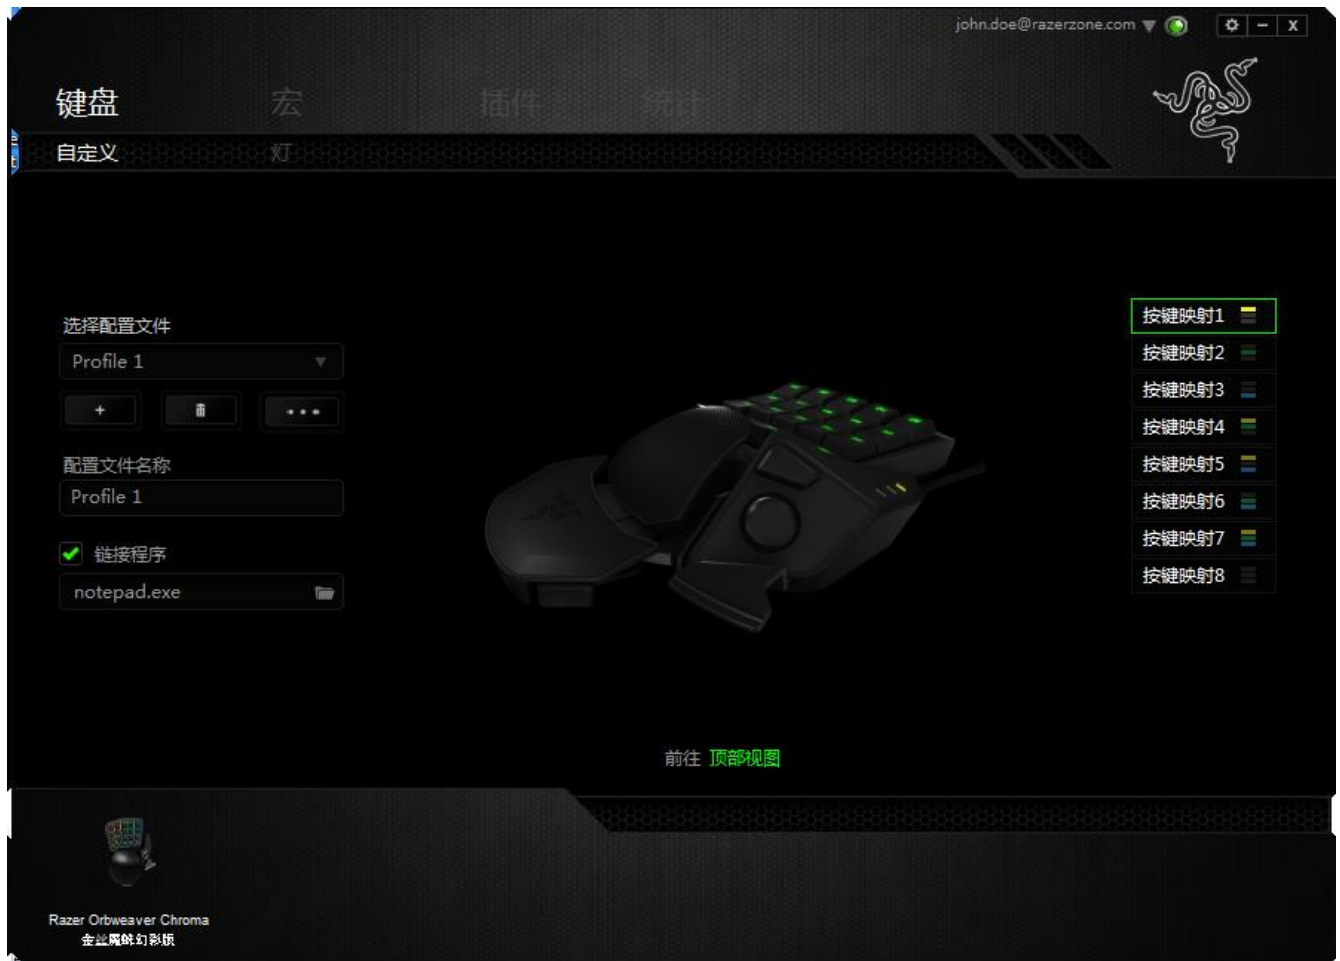 john.doe@razerzone.com
键盘 宏 插件 统计
自定义 灯
选择配置文件
Profile 1
配置文件名称
Profile 1
链接程序
notepad.exe
按键映射1
按键映射2
按键映射3
按键映射4
按键映射5
按键映射6
按键映射7
按键映射8
前往 顶部视图
Razer Orbweaver Chroma
金丝魔蛛幻彩版